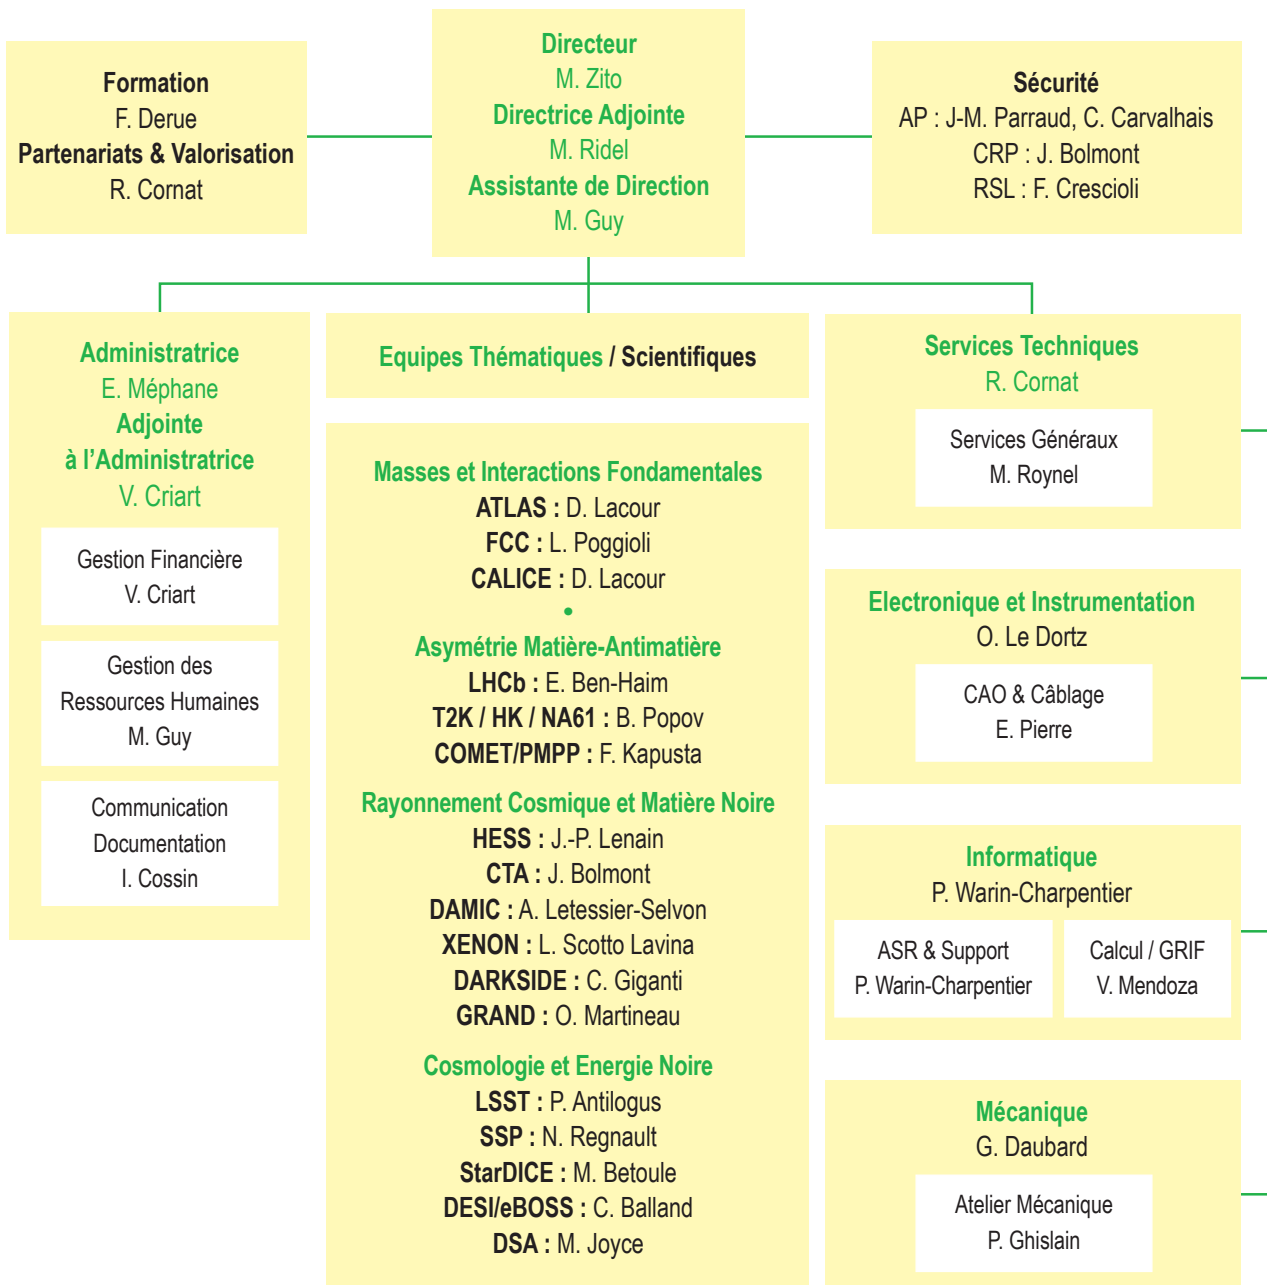 Formation
F. Derue
Partenariats & Valorisation
R. Cornat
Directeur
M. Zito
Directrice Adjointe
M. Ridel
Assistante de Direction
M. Guy
Sécurité
AP : J-M. Parraud, C. Carvalhais
CRP : J. Bolmont
RSL : F. Crescioli
Administratrice
E. Méphane
Adjointe
à l’Administratrice
V. Criart
Gestion Financière
V. Criart
Gestion des
Ressources Humaines
M. Guy
Communication
Documentation
I. Cossin
Equipes Thématiques / Scientifiques
Masses et Interactions Fondamentales
ATLAS : D. Lacour
FCC : L. Poggioli
CALICE : D. Lacour
•
Asymétrie Matière-Antimatière
LHCb : E. Ben-Haim
T2K / HK / NA61 : B. Popov
COMET/PMPP : F. Kapusta
Rayonnement Cosmique et Matière Noire
HESS : J.-P. Lenain
CTA : J. Bolmont
DAMIC : A. Letessier-Selvon
XENON : L. Scotto Lavina
DARKSIDE : C. Giganti
GRAND : O. Martineau
Cosmologie et Energie Noire
LSST : P. Antilogus
SSP : N. Regnault
StarDICE : M. Betoule
DESI/eBOSS : C. Balland
DSA : M. Joyce
Services Techniques
R. Cornat
Services Généraux
M. Roynel
Electronique et Instrumentation
O. Le Dortz
CAO & Câblage
E. Pierre
Informatique
P. Warin-Charpentier
ASR & Support
P. Warin-Charpentier
Calcul / GRIF
V. Mendoza
Mécanique
G. Daubard
Atelier Mécanique
P. Ghislain